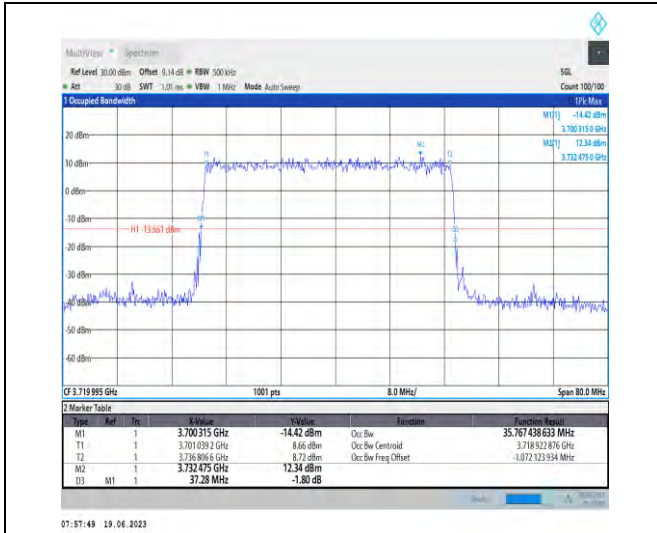 MultiView Spectrum
Ref Level 30.00 dBm Offset 9.14 dB RBW 500 kHz SGL
Att 30 dB SWT 1.01 ms VBW 1 MHz Mode Auto Sweep Count 100/100
1 Occupied Bandwidth 1Pk Max
M1[1] -14.42 dBm
3.700 315 0 GHz
M2[1] 12.34 dBm
3.732 475 0 GHz
20 dBm
M2
T1 T2
10 dBm
0 dBm
-10 dBm
M1
H1 -13.661 dBm
D3
-20 dBm
-30 dBm
-40 dBm
-50 dBm
-60 dBm
CF 3.719 995 GHz 1001 pts 8.0 MHz/ Span 80.0 MHz
2 Marker Table
Type Ref Trc X-Value Y-Value Function Function Result
M1 1 3.700 315 GHz -14.42 dBm Occ Bw 35.767 438 633 MHz
T1 1 3.701 039 2 GHz 8.66 dBm Occ Bw Centroid 3.718 922 876 GHz
T2 1 3.736 806 6 GHz 8.72 dBm Occ Bw Freq Offset -1.072 123 934 MHz
M2 1 3.732 475 GHz 12.34 dBm
D3 M1 1 37.28 MHz -1.80 dB
07:57:49 19.06.2023